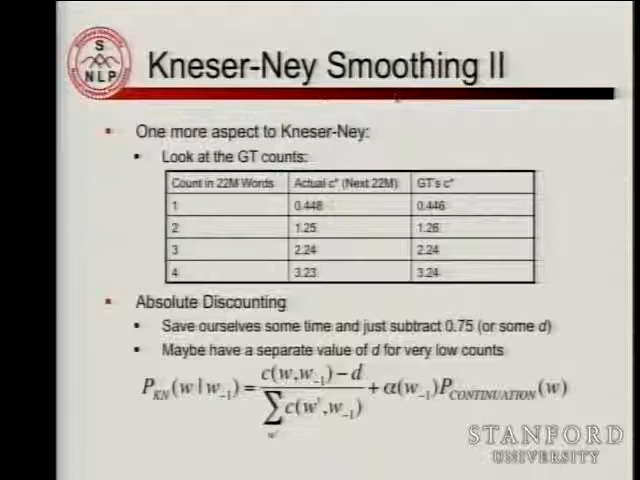 S
NLP
Kneser-Ney Smoothing II
One more aspect to Kneser-Ney:
Look at the GT counts:
Count in 22M Words Actual c* (Next 22M) GT's c*
1 0.448 0.446
2 1.25 1.26
3 2.24 2.24
4 3.23 3.24
Absolute Discounting
Save ourselves some time and just subtract 0.75 (or some d)
Maybe have a separate value of d for very low counts
P_KN(w | w_-1) = (c(w, w_-1) − d) / (∑_w' c(w', w_-1)) + α(w_-1) P_CONTINUATION(w)
STANFORD
UNIVERSITY